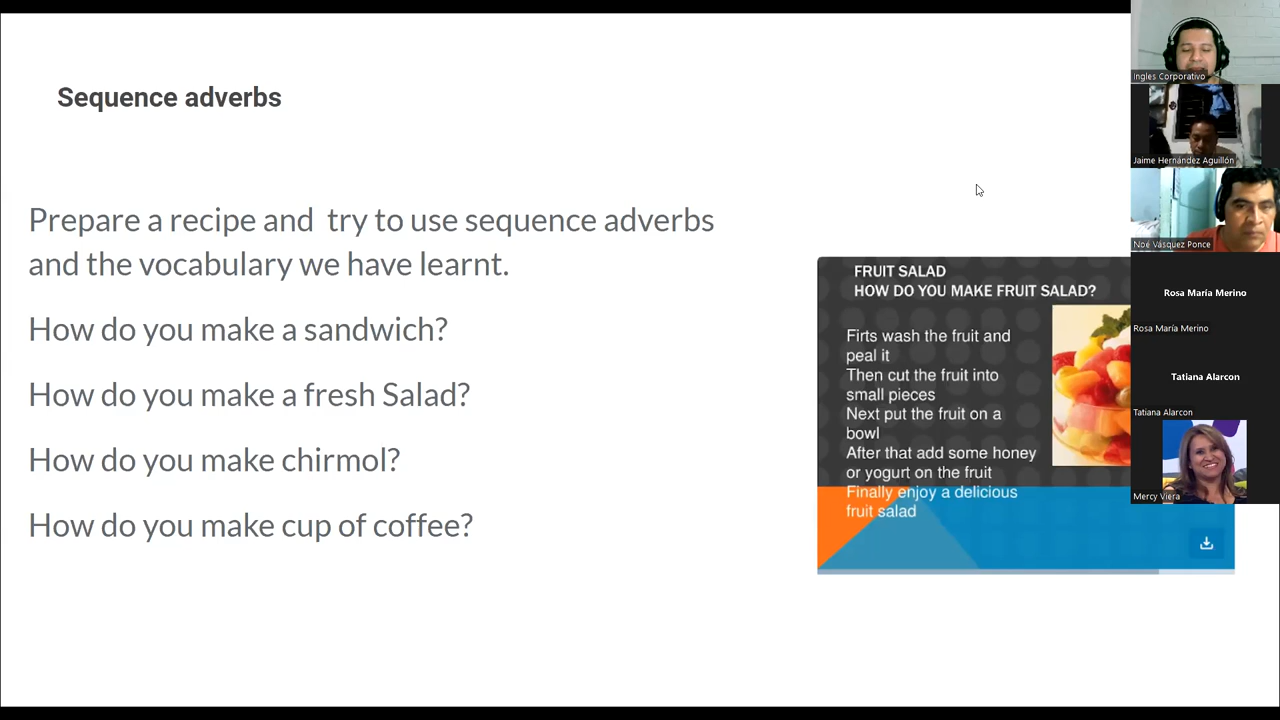 Sequence adverbs
Prepare a recipe and  try to use sequence adverbs
and the vocabulary we have learnt.
How do you make a sandwich?
How do you make a fresh Salad?
How do you make chirmol?
How do you make cup of coffee?
FRUIT SALAD
HOW DO YOU MAKE FRUIT SALAD?
Firts wash the fruit and
peal it
Then cut the fruit into
small pieces
Next put the fruit on a
bowl
After that add some honey
or yogurt on the fruit
Finally enjoy a delicious
fruit salad
Ingles Corporativo
Jaime Hernández Aguillón
Noé Vásquez Ponce
Rosa María Merino
Rosa María Merino
Tatiana Alarcon
Tatiana Alarcon
Mercy Viera